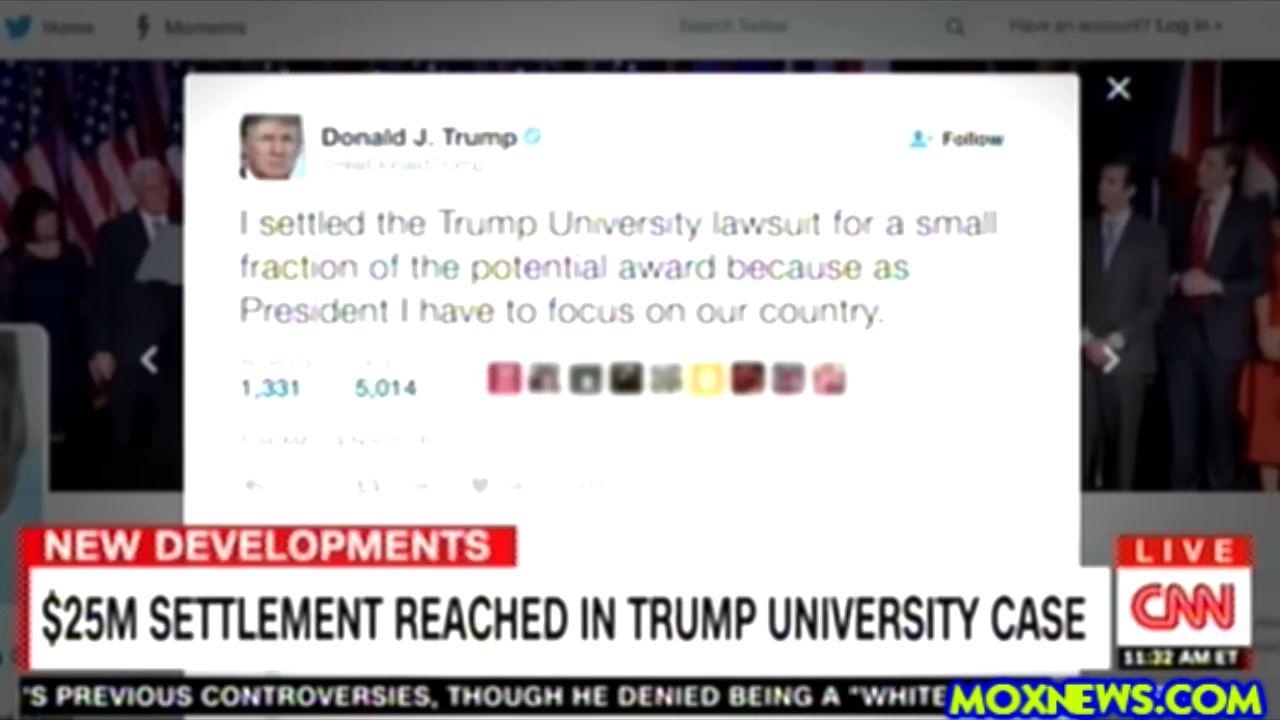 Home
Moments
Search Twitter
Have an account? Log in
Donald J. Trump
Follow
I settled the Trump University lawsuit for a small
fraction of the potential award because as
President I have to focus on our country.
1,331
5,014
NEW DEVELOPMENTS
$25M SETTLEMENT REACHED IN TRUMP UNIVERSITY CASE
LIVE
CNN
11:32 AM ET
'S PREVIOUS CONTROVERSIES, THOUGH HE DENIED BEING A "WHITE
MOXNEWS.COM